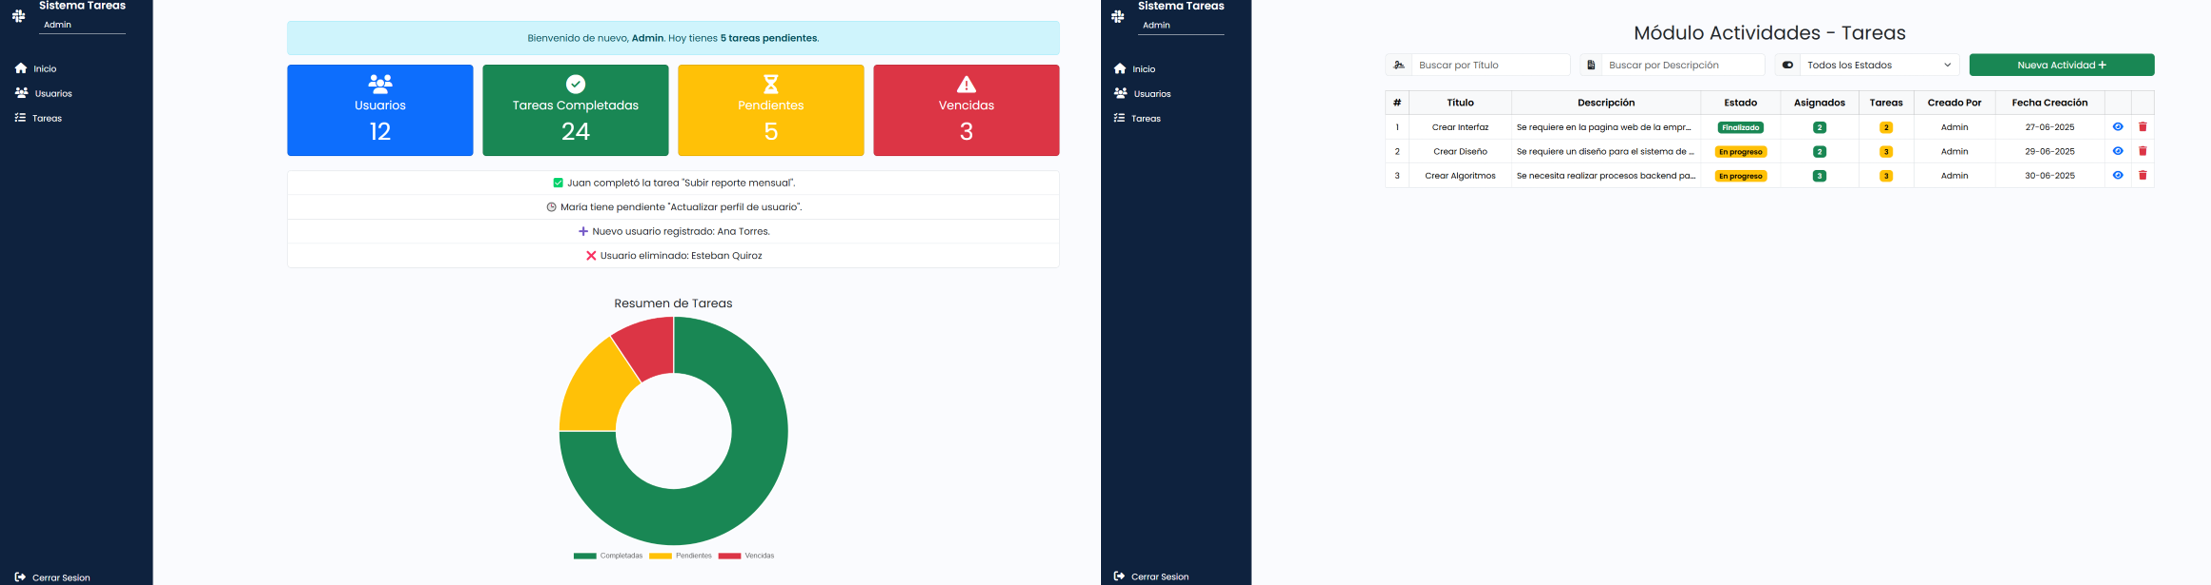 Sistema Tareas
Admin
Inicio
Usuarios
Tareas
Cerrar Sesion
Bienvenido de nuevo, Admin. Hoy tienes 5 tareas pendientes.
Usuarios
12
Tareas Completadas
24
Pendientes
5
Vencidas
3
Juan completó la tarea "Subir reporte mensual".
Maria tiene pendiente "Actualizar perfil de usuario".
Nuevo usuario registrado: Ana Torres.
Usuario eliminado: Esteban Quiroz
Resumen de Tareas
Completadas Pendientes Vencidas
Sistema Tareas
Admin
Inicio
Usuarios
Tareas
Cerrar Sesion
Módulo Actividades - Tareas
Buscar por Titulo Buscar por Descripción Todos los Estados Nueva Actividad +
# Titulo Descripción Estado Asignados Tareas Creado Por Fecha Creación
1 Crear Interfaz Se requiere en la pagina web de la empr... Finalizado 2 2 Admin 27-06-2025
2 Crear Diseño Se requiere un diseño para el sistema de ... En progreso 2 3 Admin 29-06-2025
3 Crear Algoritmos Se necesita realizar procesos backend pa... En progreso 3 3 Admin 30-06-2025